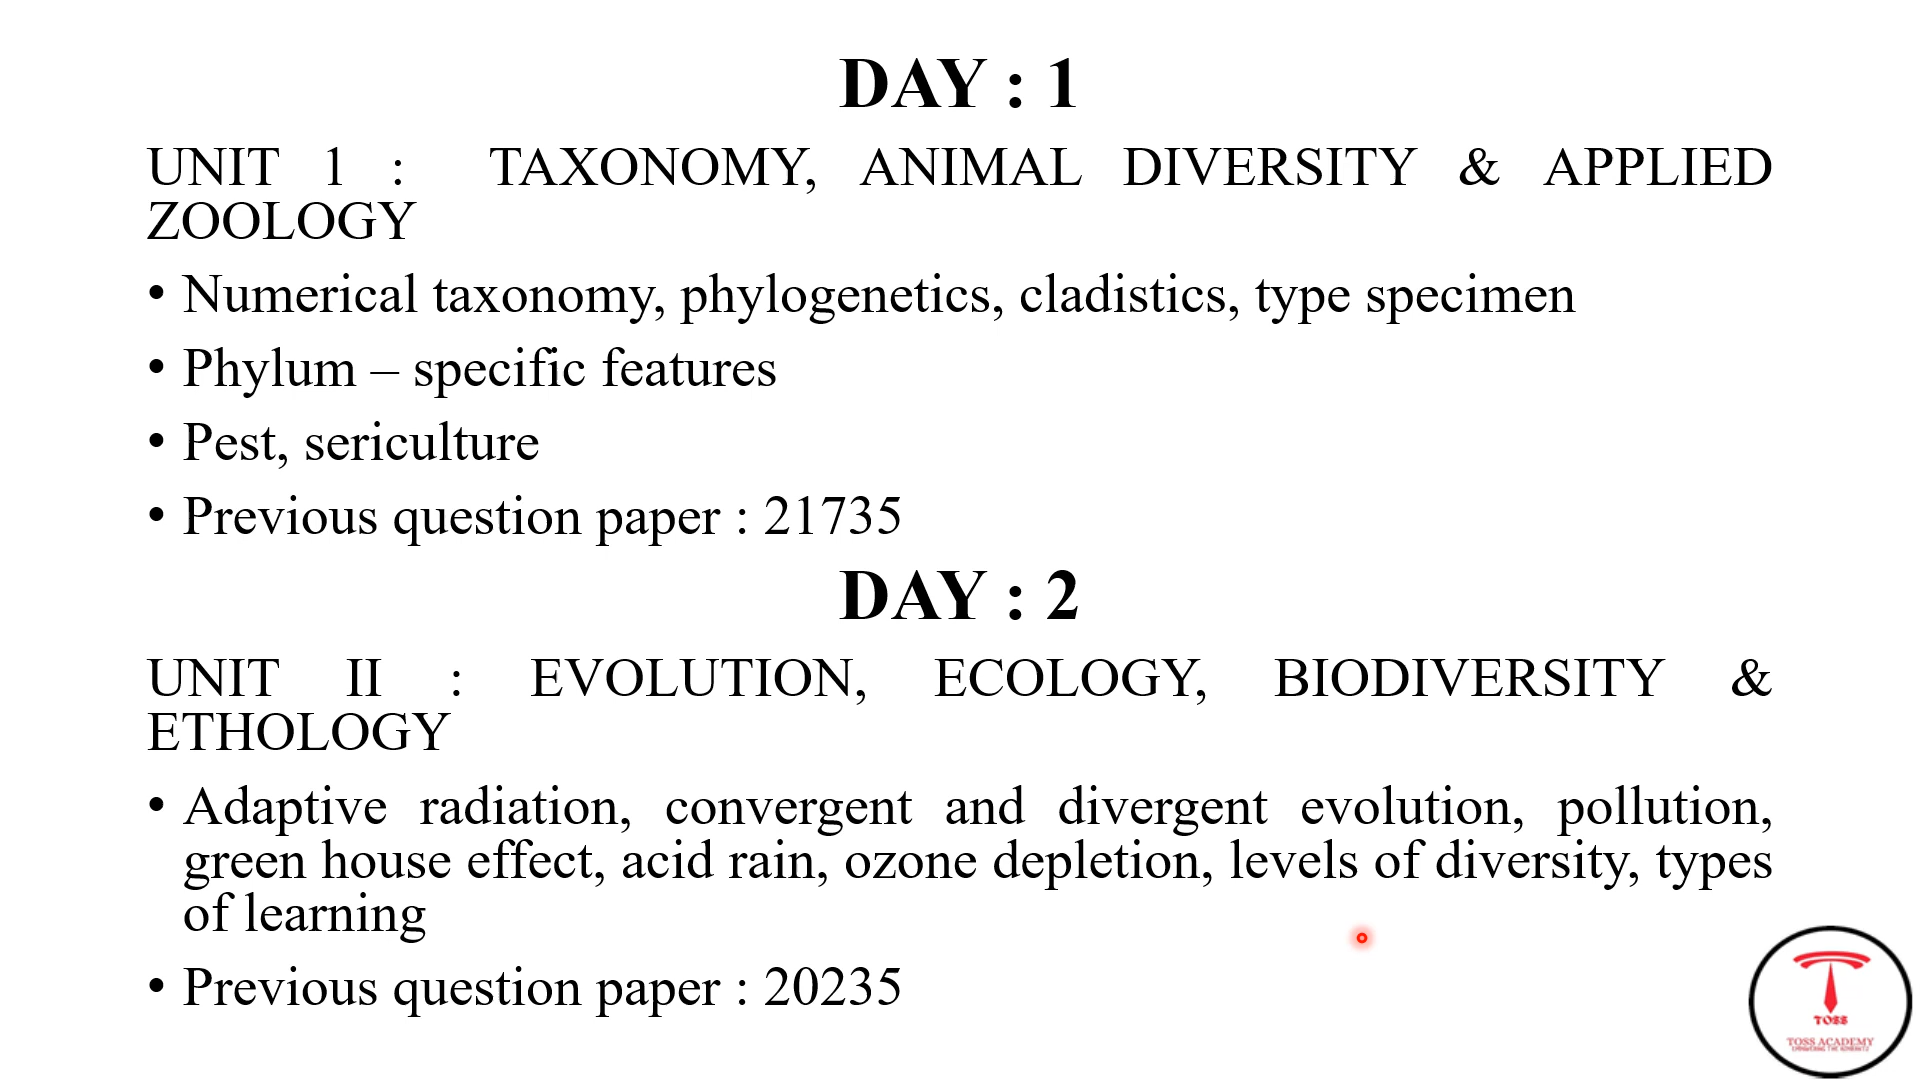 DAY : 1
UNIT 1 : TAXONOMY, ANIMAL DIVERSITY & APPLIED
ZOOLOGY
• Numerical taxonomy, phylogenetics, cladistics, type specimen
• Phylum – specific features
• Pest, sericulture
• Previous question paper : 21735
DAY : 2
UNIT II : EVOLUTION, ECOLOGY, BIODIVERSITY &
ETHOLOGY
• Adaptive radiation, convergent and divergent evolution, pollution,
green house effect, acid rain, ozone depletion, levels of diversity, types
of learning
• Previous question paper : 20235
TOSS
TOSS ACADEMY